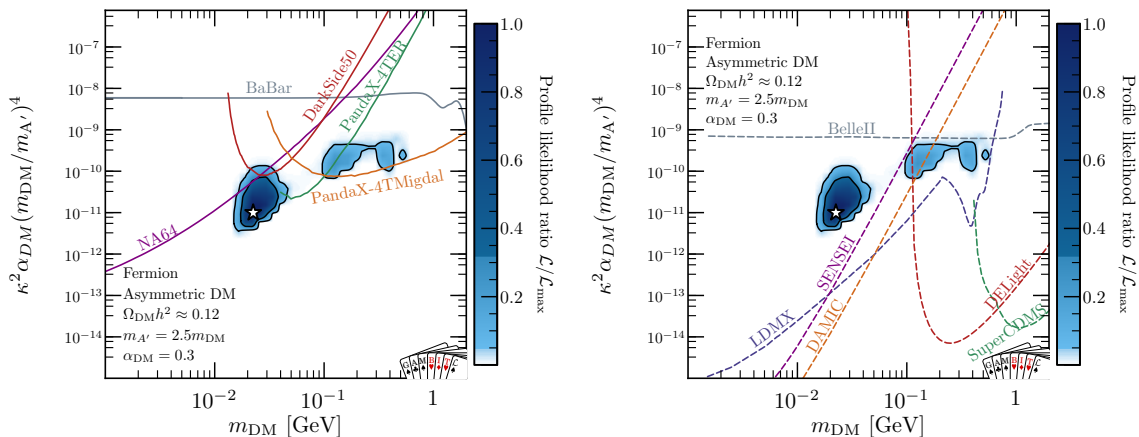 10⁻⁷
10⁻⁸
10⁻⁹
10⁻¹⁰
10⁻¹¹
10⁻¹²
10⁻¹³
10⁻¹⁴
κ²α_DM(m_DM/m_A′)⁴
BaBar
DarkSide50
PandaX-4TER
PandaX-4TMigdal
NA64
Fermion
Asymmetric DM
Ω_DM h² ≈ 0.12
m_A′ = 2.5m_DM
α_DM = 0.3
GAMBIT
10⁻²
10⁻¹
1
m_DM [GeV]
1.0
0.8
0.6
0.4
0.2
Profile likelihood ratio ℒ/ℒ_max
10⁻⁷
10⁻⁸
10⁻⁹
10⁻¹⁰
10⁻¹¹
10⁻¹²
10⁻¹³
10⁻¹⁴
κ²α_DM(m_DM/m_A′)⁴
Fermion
Asymmetric DM
Ω_DM h² ≈ 0.12
m_A′ = 2.5m_DM
α_DM = 0.3
BelleII
SENSEI
LDMX
DAMIC
DELight
SuperCDMS
GAMBIT
10⁻²
10⁻¹
1
m_DM [GeV]
1.0
0.8
0.6
0.4
0.2
Profile likelihood ratio ℒ/ℒ_max